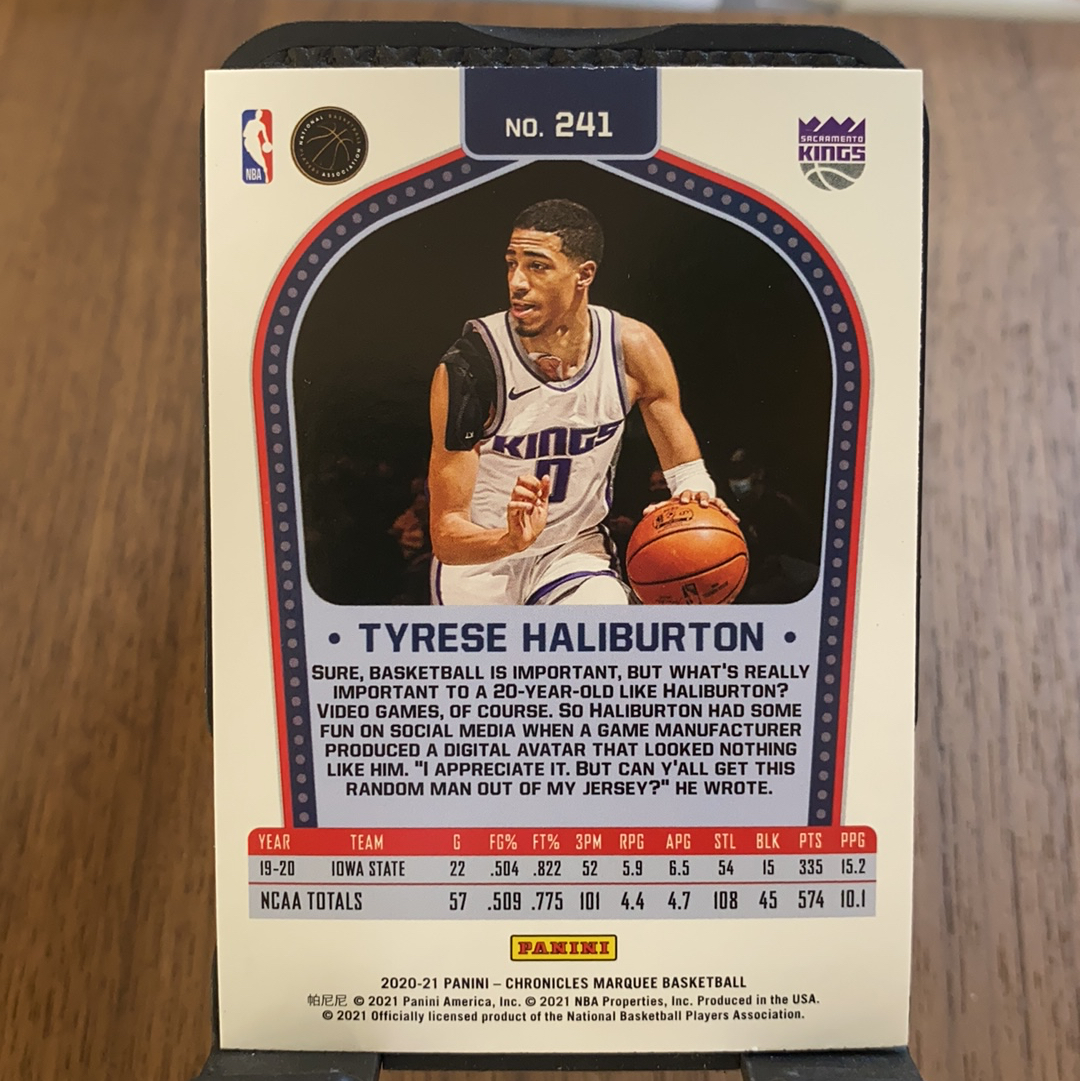 NO. 241
NBA
NATIONAL BASKETBALL
PLAYERS ASSOCIATION
SACRAMENTO
KINGS
KINGS
0
• TYRESE HALIBURTON •
SURE, BASKETBALL IS IMPORTANT, BUT WHAT'S REALLY
IMPORTANT TO A 20-YEAR-OLD LIKE HALIBURTON?
VIDEO GAMES, OF COURSE. SO HALIBURTON HAD SOME
FUN ON SOCIAL MEDIA WHEN A GAME MANUFACTURER
PRODUCED A DIGITAL AVATAR THAT LOOKED NOTHING
LIKE HIM. "I APPRECIATE IT. BUT CAN Y'ALL GET THIS
RANDOM MAN OUT OF MY JERSEY?" HE WROTE.
YEAR TEAM G FG% FT% 3PM RPG APG STL BLK PTS PPG
19-20 IOWA STATE 22 .504 .822 52 5.9 6.5 54 15 335 15.2
NCAA TOTALS 57 .509 .775 101 4.4 4.7 108 45 574 10.1
PANINI
2020-21 PANINI – CHRONICLES MARQUEE BASKETBALL
帕尼尼 © 2021 Panini America, Inc. © 2021 NBA Properties, Inc. Produced in the USA.
© 2021 Officially licensed product of the National Basketball Players Association.